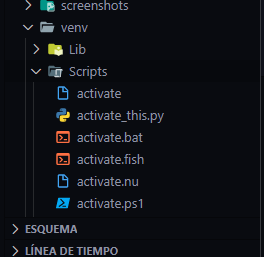 screenshots
venv
Lib
Scripts
activate
activate_this.py
activate.bat
activate.fish
activate.nu
activate.ps1
ESQUEMA
LÍNEA DE TIEMPO